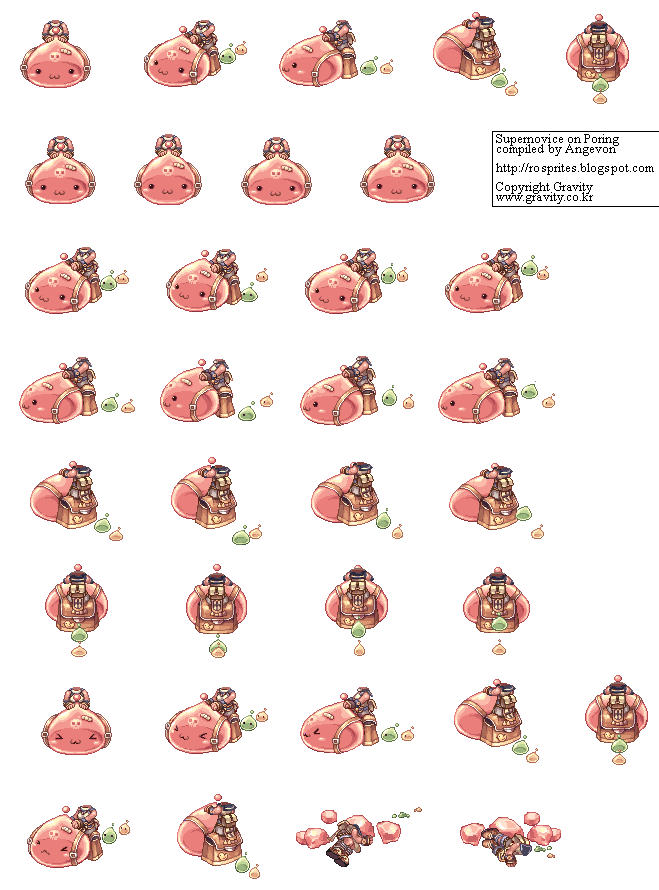 Supernovice on Poring
compiled by Angevon
http://rosprites.blogspot.com
Copyright Gravity
www.gravity.co.kr